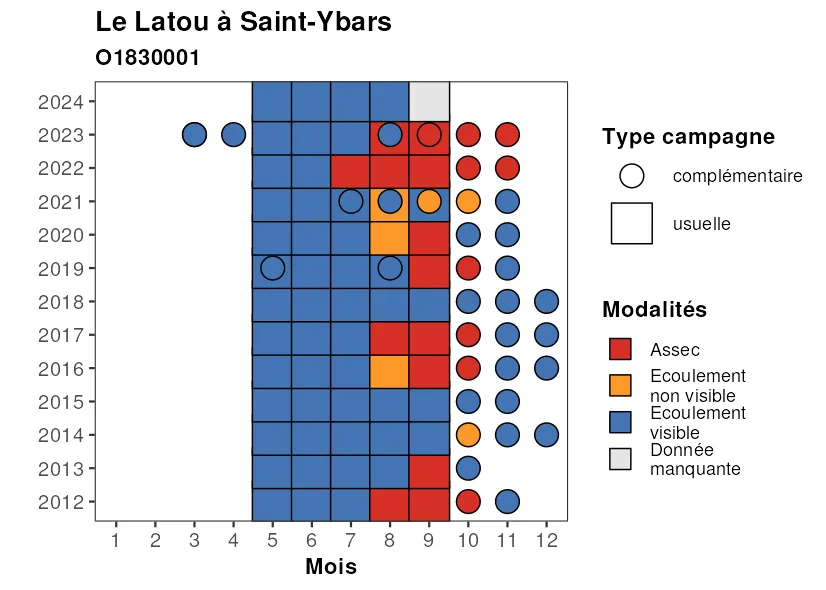 Le Latou à Saint-Ybars
O1830001
2024
2023
2022
2021
2020
2019
2018
2017
2016
2015
2014
2013
2012
1 2 3 4 5 6 7 8 9 10 11 12
Mois
Type campagne
complémentaire
usuelle
Modalités
Assec
Ecoulement
non visible
Ecoulement
visible
Donnée
manquante